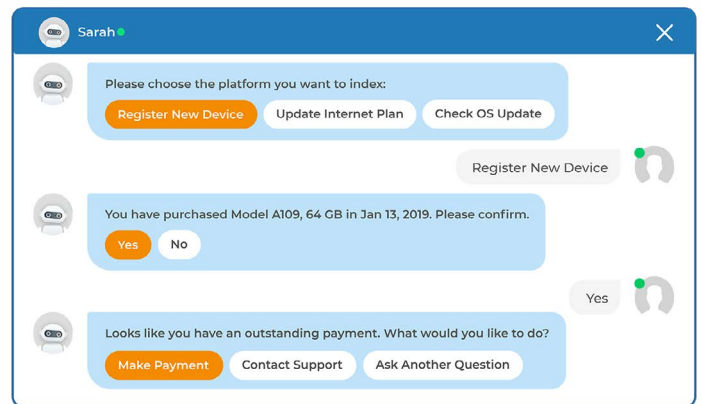 Sarah
Please choose the platform you want to index:
Register New Device Update Internet Plan Check OS Update
Register New Device
You have purchased Model A109, 64 GB in Jan 13, 2019. Please confirm.
Yes No
Yes
Looks like you have an outstanding payment. What would you like to do?
Make Payment Contact Support Ask Another Question